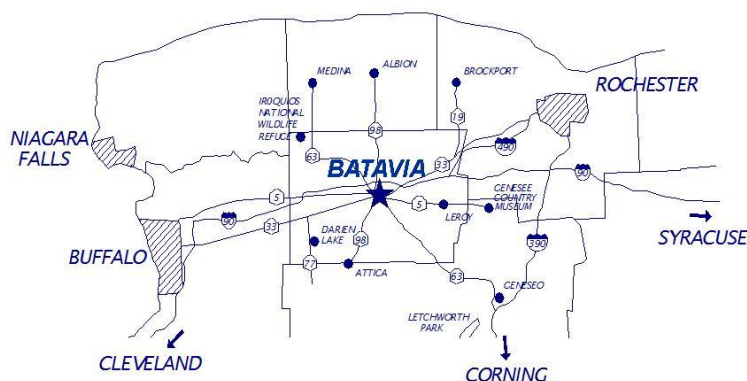 MEDINA
ALBION
BROCKPORT
ROCHESTER
IROQUIOS
NATIONAL
WILDLIFE
REFUGE
19
98
NIAGARA
FALLS
63
BATAVIA
33
490
90
5
5
GENESEE
COUNTRY
MUSEUM
LEROY
90
33
SYRACUSE
DARIEN
LAKE
98
390
BUFFALO
77
ATTICA
63
GENESEO
LETCHWORTH
PARK
CLEVELAND
CORNING